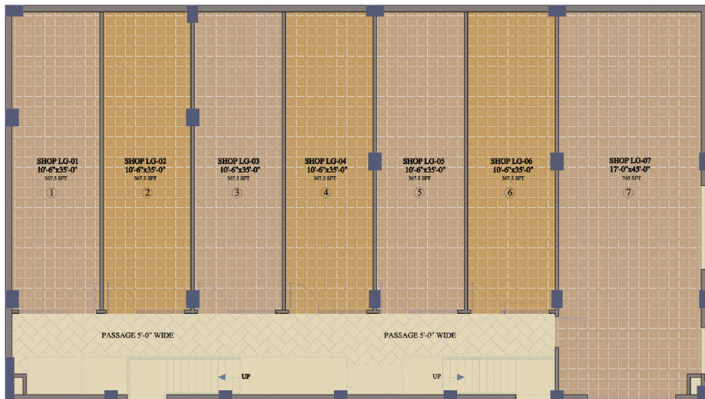 SHOP LG-01
10'-6"x35'-0"
367.5 SFT
1
SHOP LG-02
10'-6"x35'-0"
367.5 SFT
2
SHOP LG-03
10'-6"x35'-0"
367.5 SFT
3
SHOP LG-04
10'-6"x35'-0"
367.5 SFT
4
SHOP LG-05
10'-6"x35'-0"
367.5 SFT
5
SHOP LG-06
10'-6"x35'-0"
367.5 SFT
6
SHOP LG-07
17'-0"x45'-0"
765 SFT
7
PASSAGE 5'-0" WIDE
PASSAGE 5'-0" WIDE
UP
UP